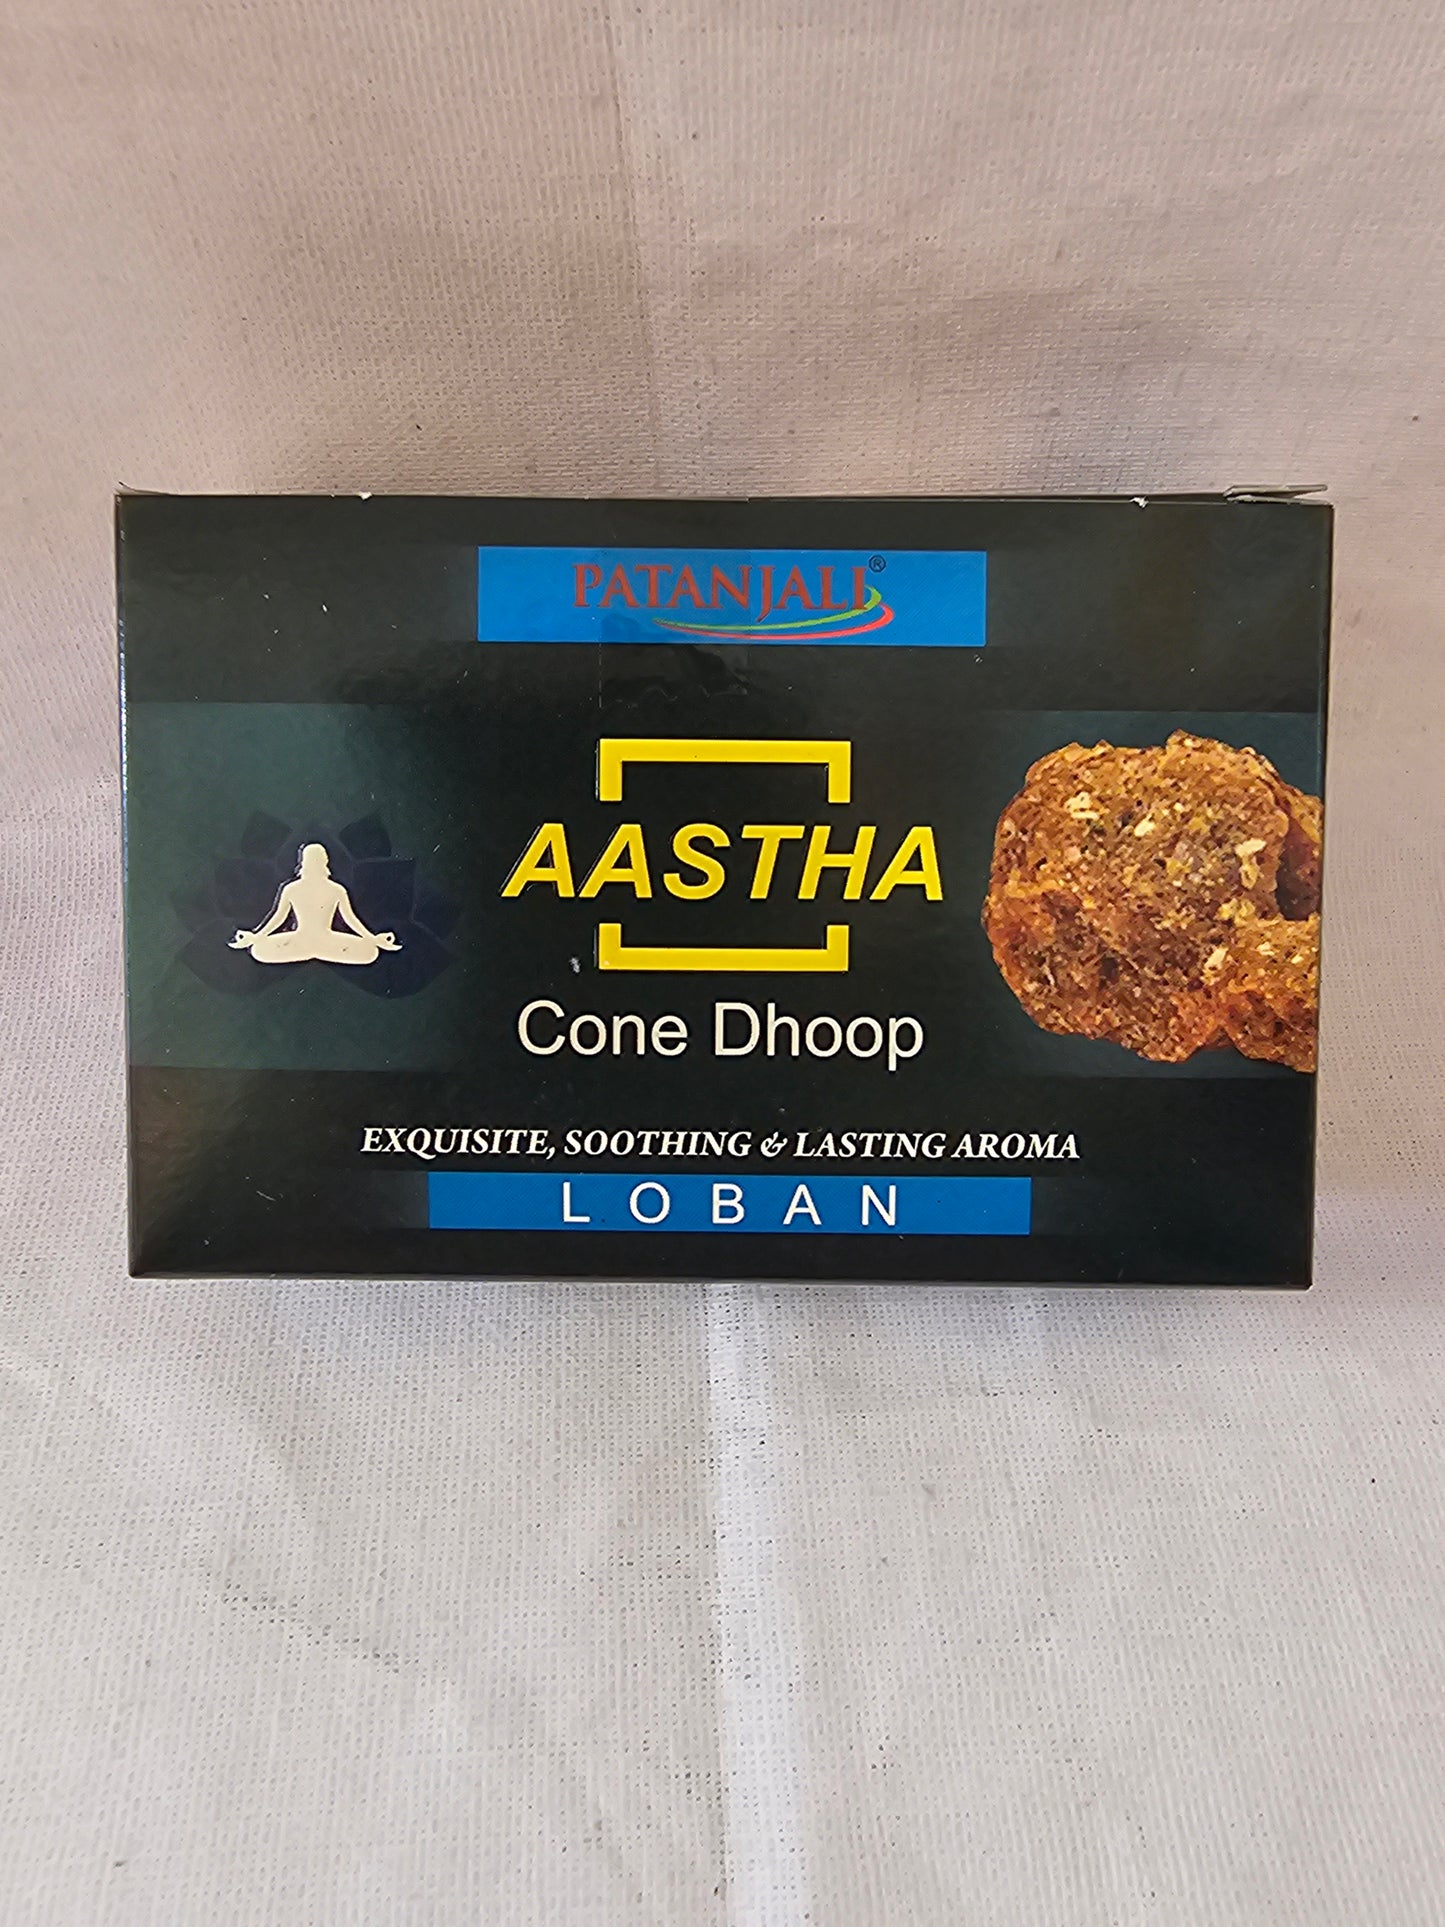 PATANJALI®
AASTHA
Cone Dhoop
EXQUISITE, SOOTHING & LASTING AROMA
LOBAN